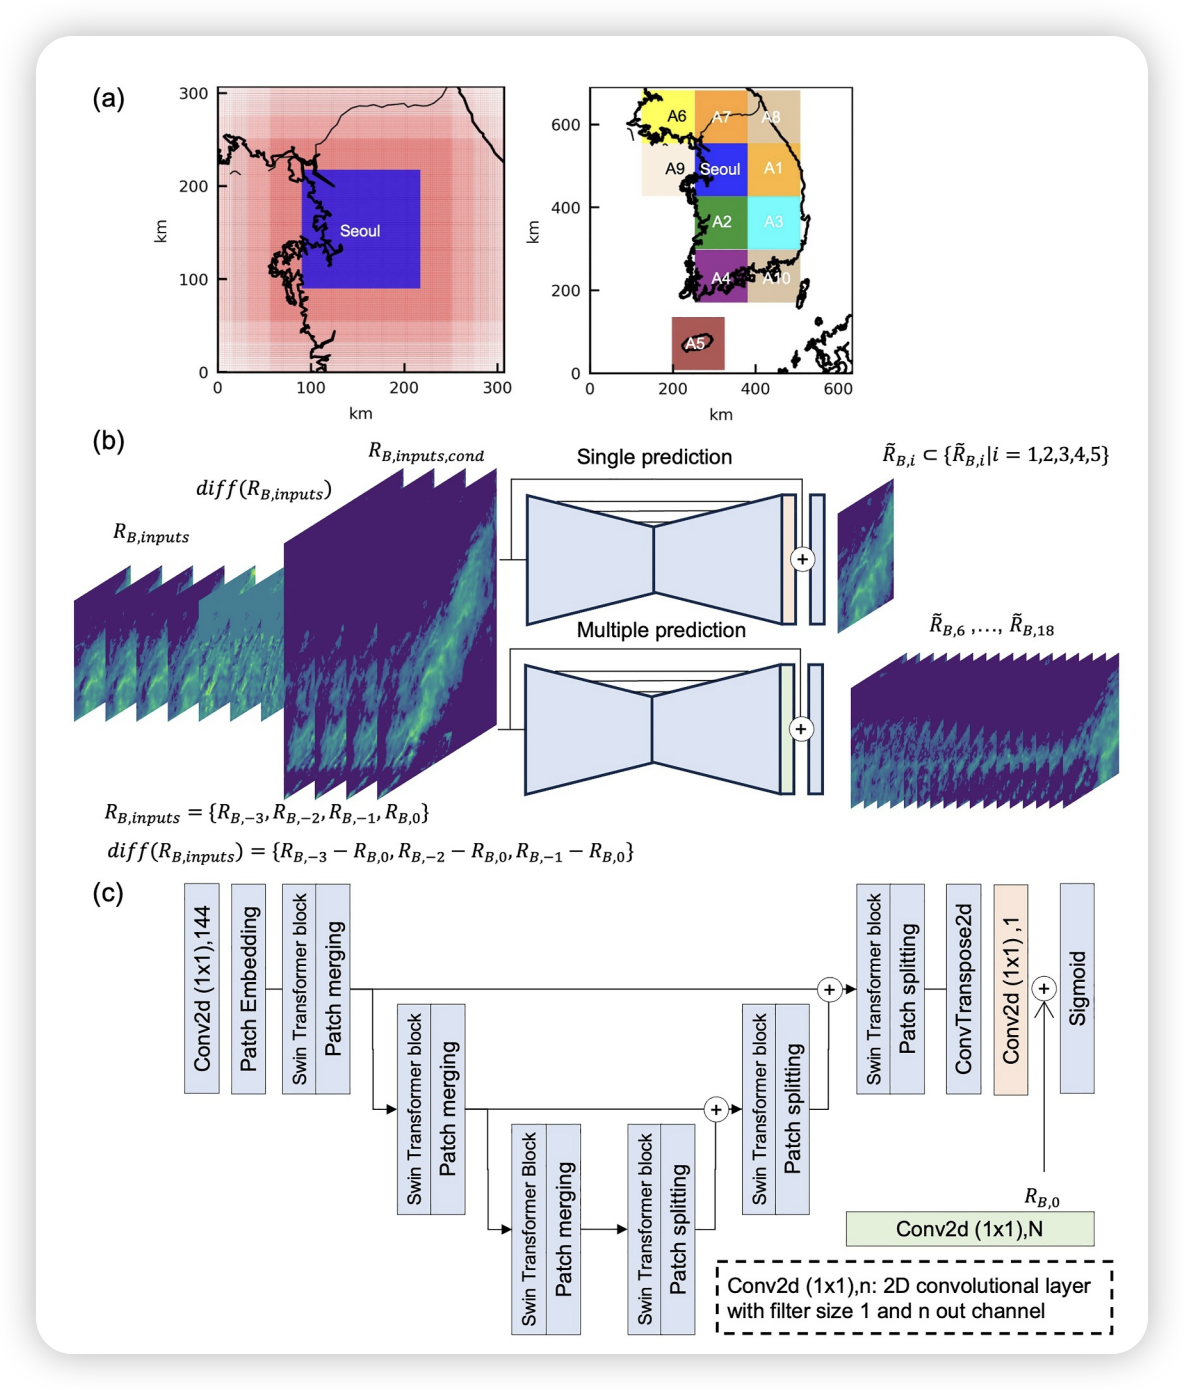 (a)
300
200
100
0
km
Seoul
0
100
200
300
km
600
400
200
0
km
A6
A7
A8
A9
Seoul
A1
A2
A3
A4
A10
A5
0
200
400
600
km
(b)
R_{B,inputs}
diff(R_{B,inputs})
R_{B,inputs,cond}
Single prediction
+
R̃_{B,i} ⊂ {R̃_{B,i}|i = 1,2,3,4,5}
Multiple prediction
+
R̃_{B,6} ,…, R̃_{B,18}
R_{B,inputs} = {R_{B,−3}, R_{B,−2}, R_{B,−1}, R_{B,0}}
diff(R_{B,inputs}) = {R_{B,−3} − R_{B,0}, R_{B,−2} − R_{B,0}, R_{B,−1} − R_{B,0}}
(c)
Conv2d (1x1),144
Patch Embedding
Swin Transformer block
Patch merging
Swin Transformer block
Patch merging
Swin Transformer Block
Patch merging
Swin Transformer block
Patch splitting
+
Swin Transformer block
Patch splitting
+
Swin Transformer block
Patch splitting
ConvTranspose2d
Conv2d (1x1) ,1
+
Sigmoid
R_{B,0}
Conv2d (1x1),N
Conv2d (1x1),n: 2D convolutional layer
with filter size 1 and n out channel